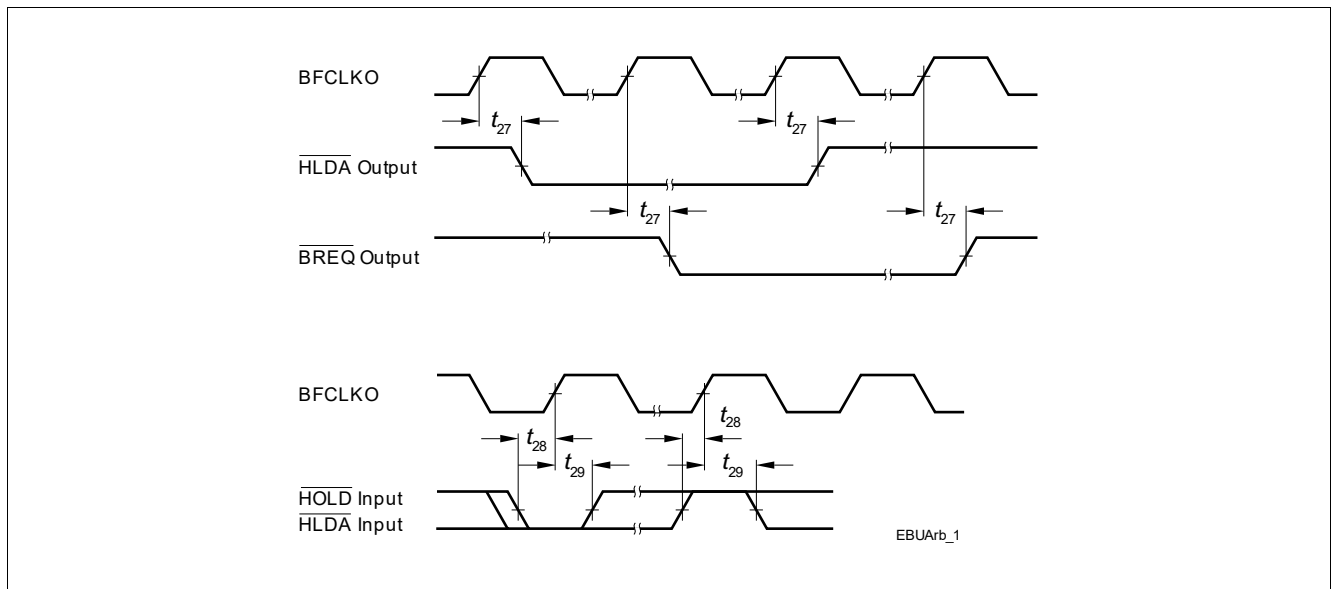 BFCLKO
t27 t27
HLDA Output
t27 t27
BREQ Output
BFCLKO
t28
t28
t29 t29
HOLD Input
HLDA Input
EBUArb_1